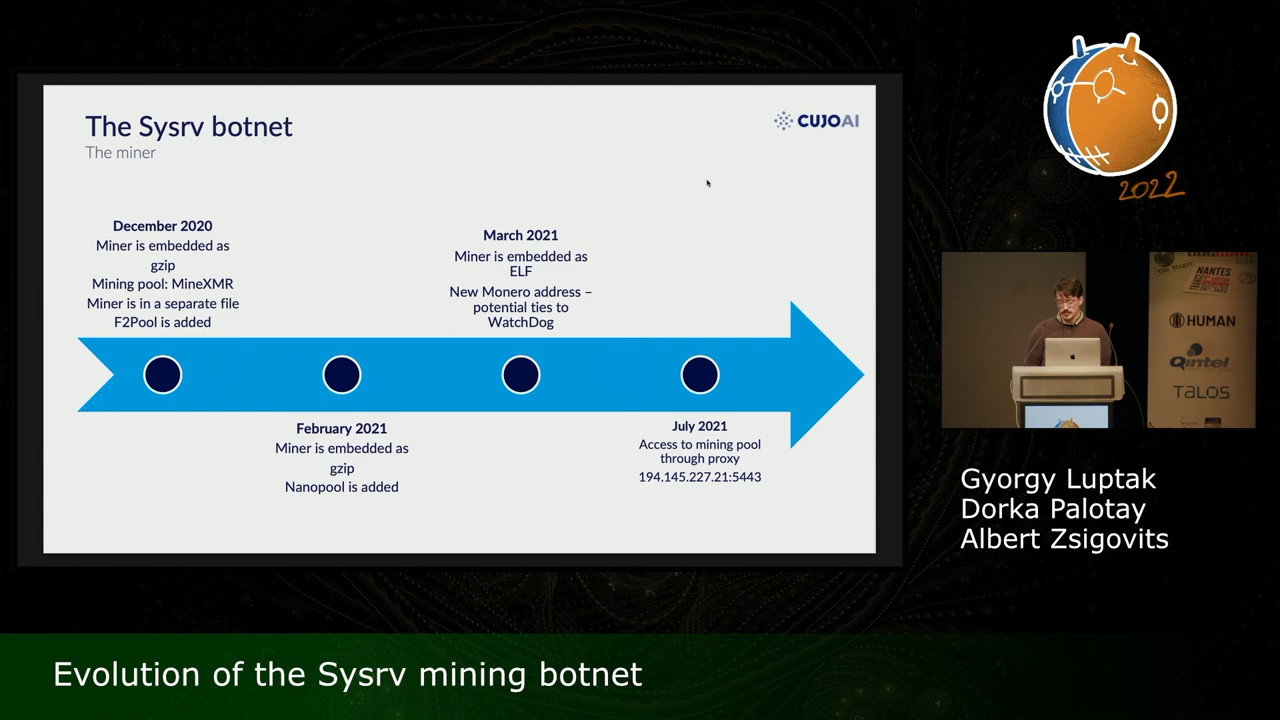 The Sysrv botnet
The miner
CUJOAI
December 2020
Miner is embedded as
gzip
Mining pool: MineXMR
Miner is in a separate file
F2Pool is added
March 2021
Miner is embedded as
ELF
New Monero address –
potential ties to
WatchDog
February 2021
Miner is embedded as
gzip
Nanopool is added
July 2021
Access to mining pool
through proxy
194.145.227.21:5443
2022
NANTES
HUMAN
Qintel
TALOS
Gyorgy Luptak
Dorka Palotay
Albert Zsigovits
Evolution of the Sysrv mining botnet